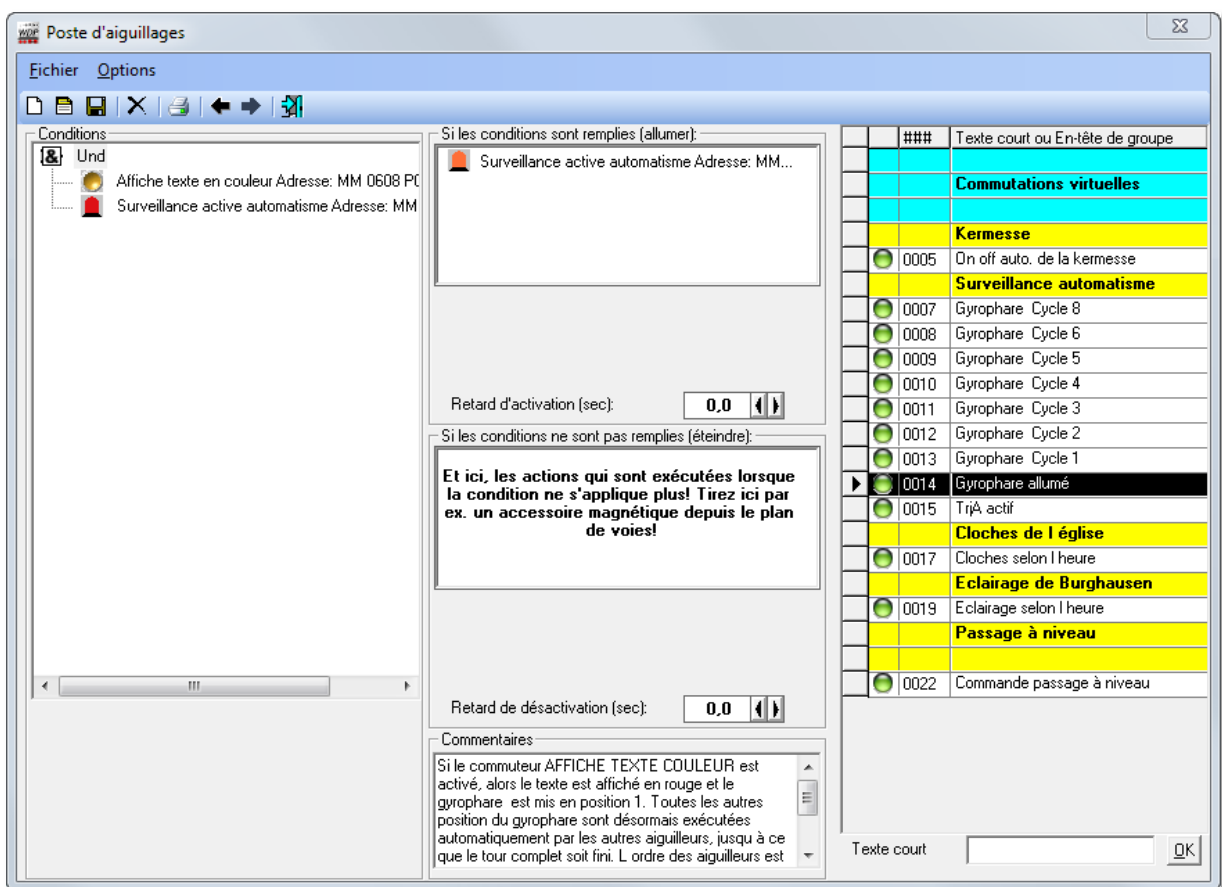 WDP Poste d'aiguillages
Fichier Options
Conditions
& Und
Affiche texte en couleur Adresse: MM 0608 
Surveillance active automatisme Adresse: MM
Si les conditions sont remplies (allumer):
Surveillance active automatisme Adresse: MM...
Retard d'activation (sec): 0,0
Si les conditions ne sont pas remplies (éteindre):
Et ici, les actions qui sont exécutées lorsque
la condition ne s'applique plus! Tirez ici par
ex. un accessoire magnétique depuis le plan
de voies!
Retard de désactivation (sec): 0,0
Commentaires
Si le commuteur AFFICHE TEXTE COULEUR est
activé, alors le texte est affiché en rouge et le
gyrophare est mis en position 1. Toutes les autres
position du gyrophare sont désormais exécutées
automatiquement par les autres aiguilleurs, jusqu à ce
que le tour complet soit fini. L ordre des aiguilleurs est
### Texte court ou En-tête de groupe
Commutations virtuelles
Kermesse
0005 On off auto. de la kermesse
Surveillance automatisme
0007 Gyrophare Cycle 8
0008 Gyrophare Cycle 6
0009 Gyrophare Cycle 5
0010 Gyrophare Cycle 4
0011 Gyrophare Cycle 3
0012 Gyrophare Cycle 2
0013 Gyrophare Cycle 1
0014 Gyrophare allumé
0015 TrjA actif
Cloches de l église
0017 Cloches selon l heure
Eclairage de Burghausen
0019 Eclairage selon l heure
Passage à niveau
0022 Commande passage à niveau
Texte court OK